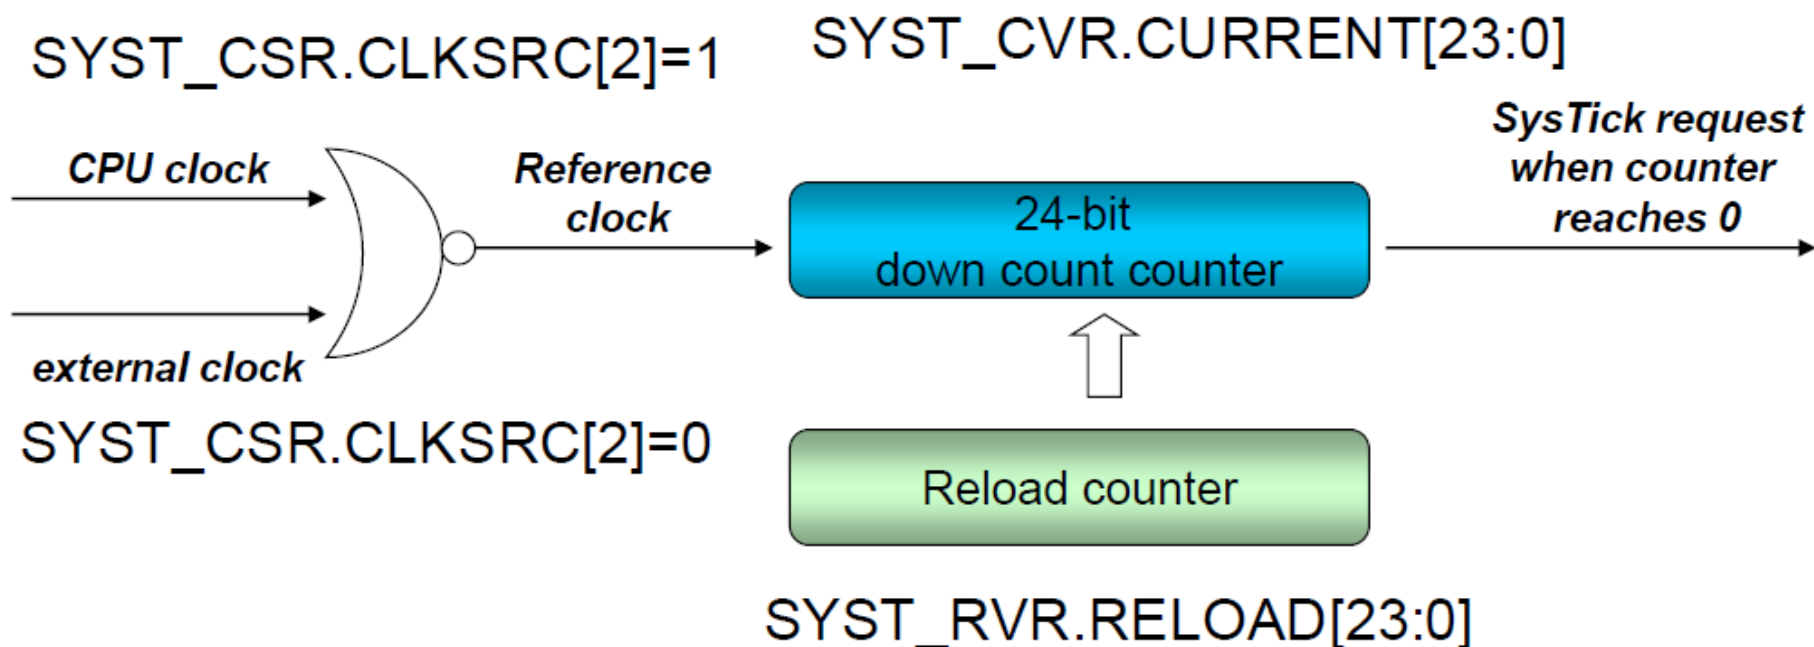 SYST_CSR.CLKSRC[2]=1
SYST_CVR.CURRENT[23:0]
CPU clock
Reference
clock
24-bit
down count counter
SysTick request
when counter
reaches 0
external clock
SYST_CSR.CLKSRC[2]=0
Reload counter
SYST_RVR.RELOAD[23:0]